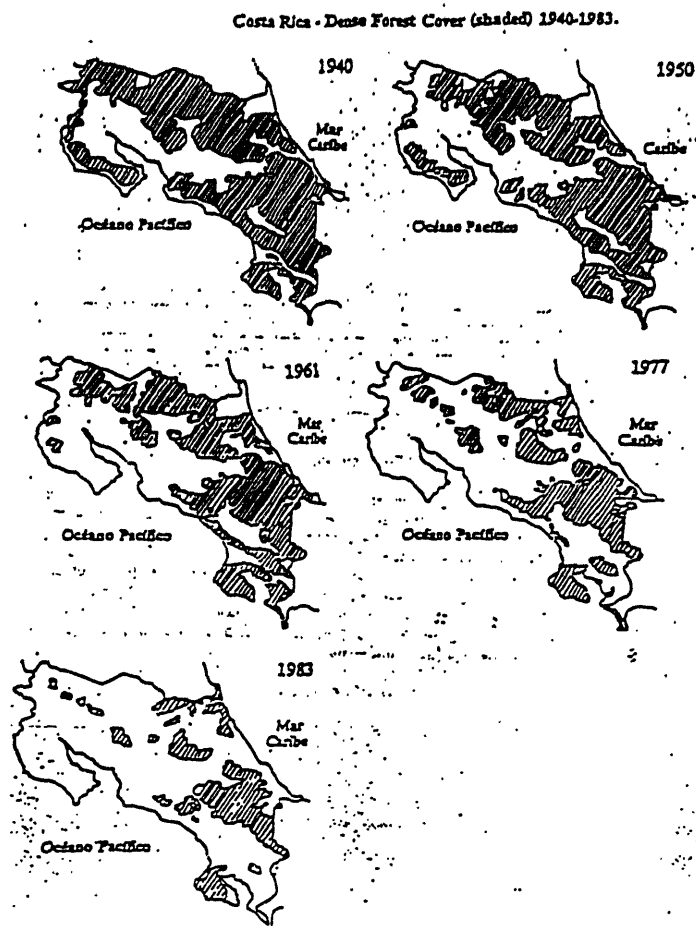 Costa Rica - Dense Forest Cover (shaded) 1940-1983.
1940
Mar
Caribe
Océano Pacífico
1950
Caribe
Océano Pacífico
1961
Mar
Caribe
Océano Pacífico
1977
Mar
Caribe
Océano Pacífico
1983
Mar
Caribe
Océano Pacífico